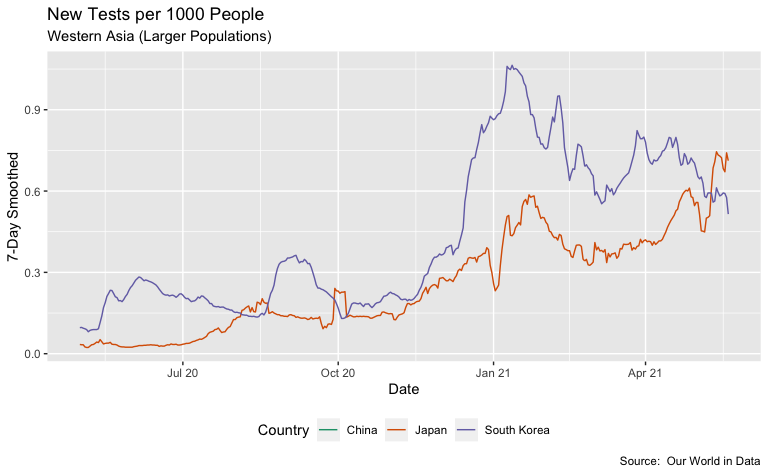 New Tests per 1000 People
Western Asia (Larger Populations)
7-Day Smoothed
0.9
0.6
0.3
0.0
Jul 20 Oct 20 Jan 21 Apr 21
Date
Country China Japan South Korea
Source: Our World in Data